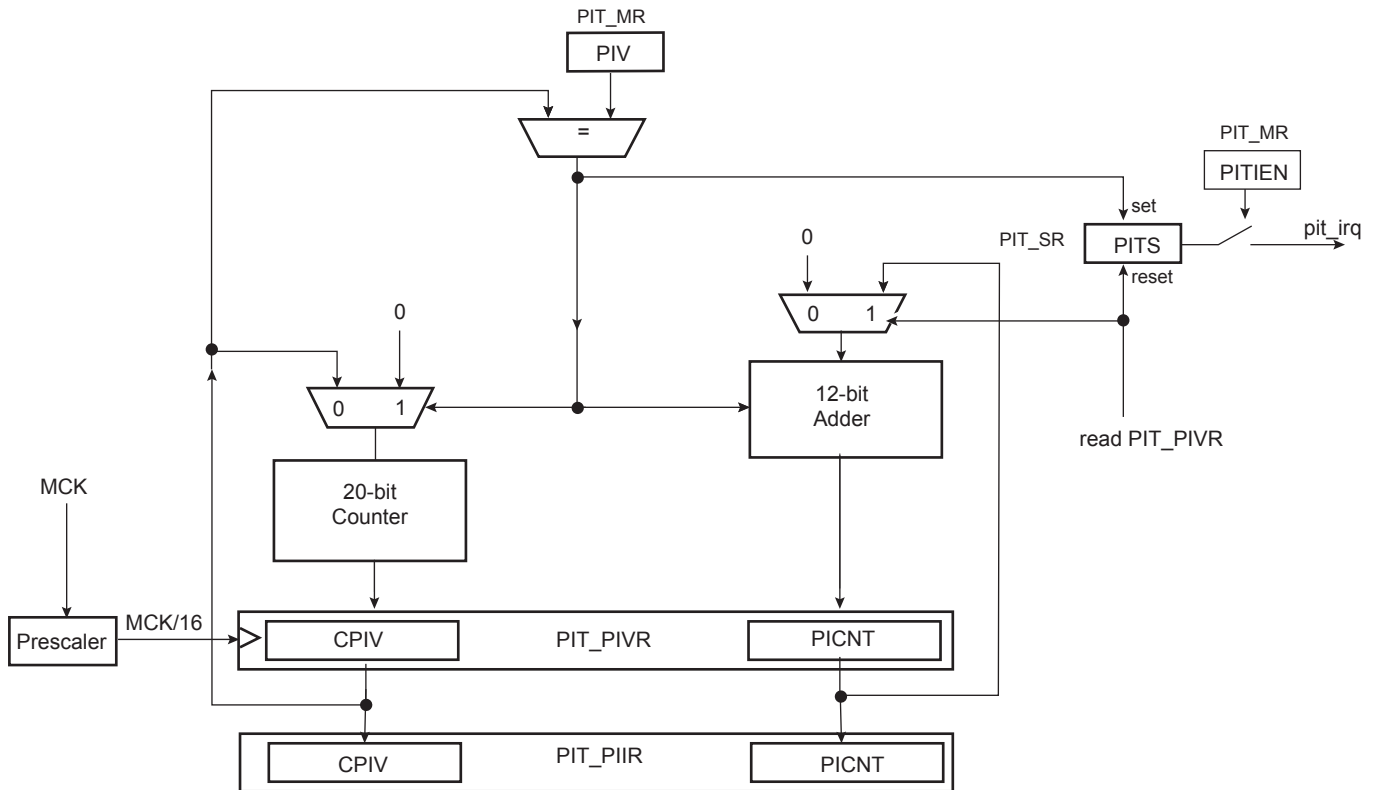 PIT_MR
PIV
=
PIT_MR
PITIEN
set
0
PIT_SR
PITS
pit_irq
reset
0 1
0
0 1
12-bit
Adder
read PIT_PIVR
MCK
20-bit
Counter
MCK/16
Prescaler
CPIV
PIT_PIVR
PICNT
CPIV
PIT_PIIR
PICNT